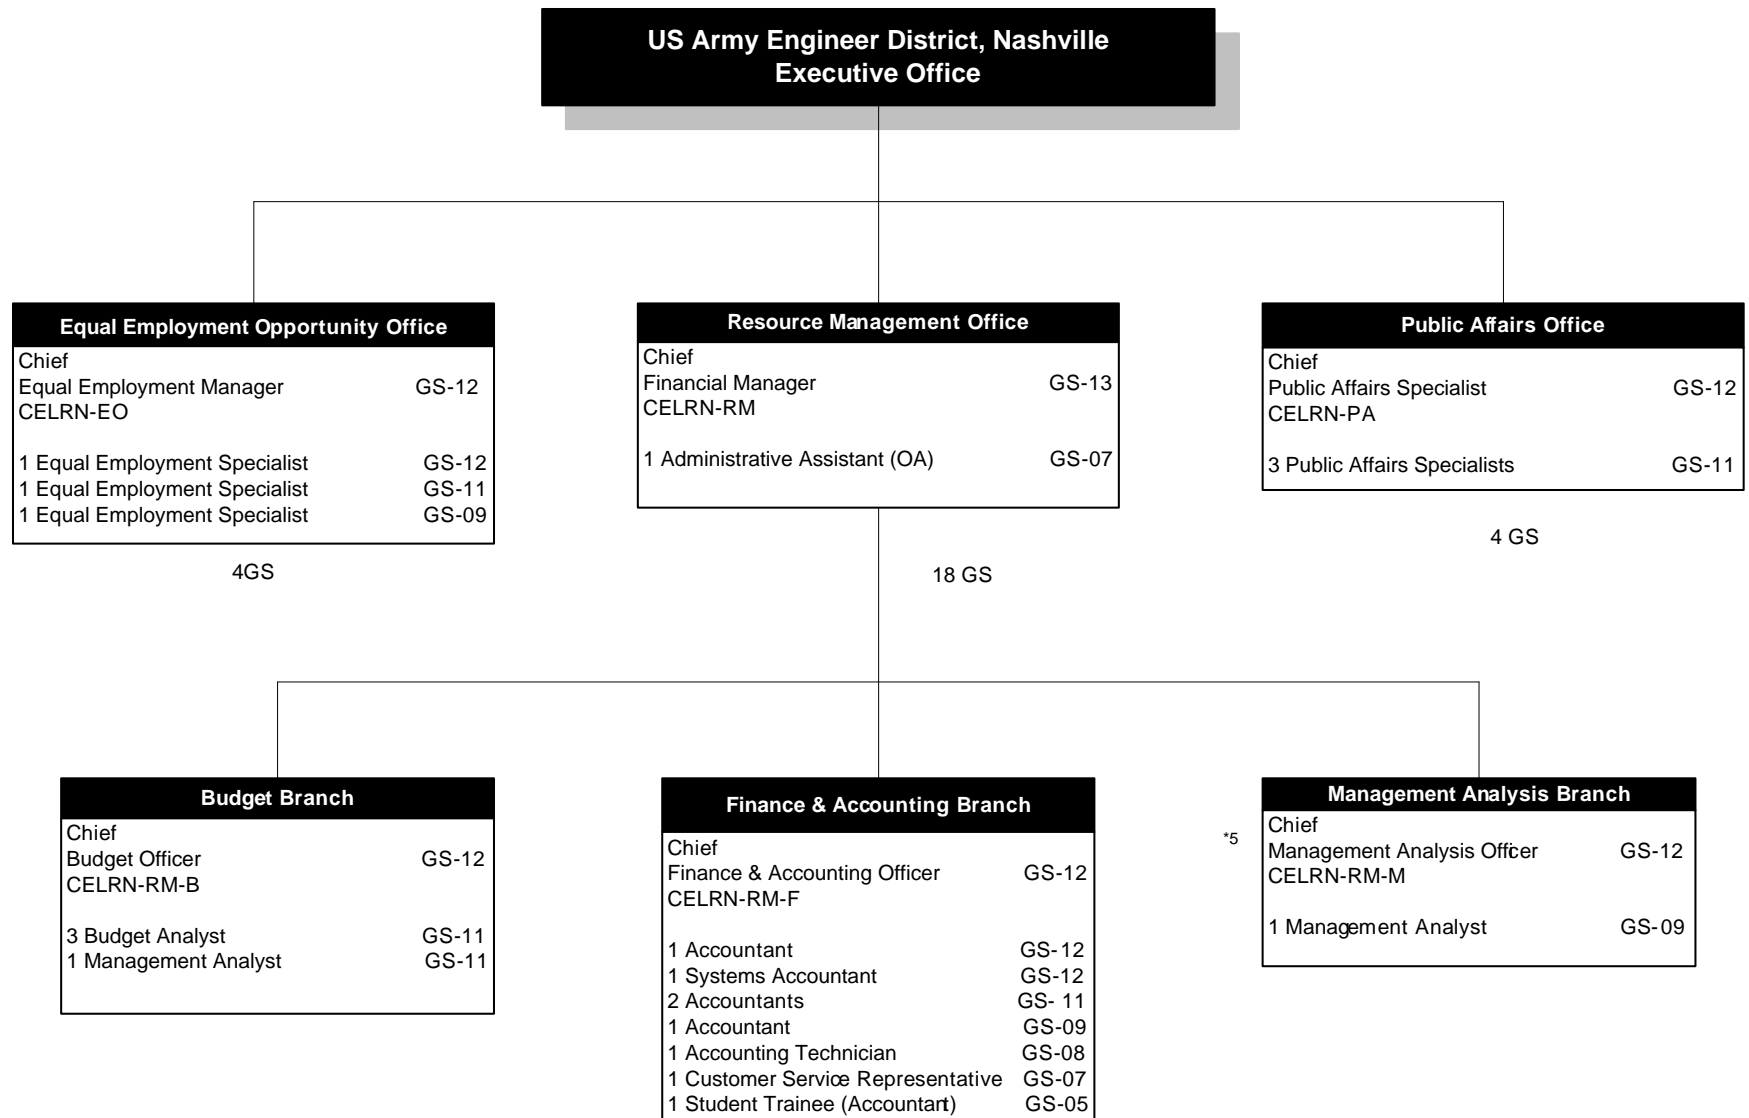 US Army Engineer District, Nashville
Executive Office
Equal Employment Opportunity Office
Chief
Equal Employment Manager GS-12
CELRN-EO
1 Equal Employment Specialist GS-12
1 Equal Employment Specialist GS-11
1 Equal Employment Specialist GS-09
4GS
Resource Management Office
Chief
Financial Manager GS-13
CELRN-RM
1 Administrative Assistant (OA) GS-07
18 GS
Public Affairs Office
Chief
Public Affairs Specialist GS-12
CELRN-PA
3 Public Affairs Specialists GS-11
4 GS
Budget Branch
Chief
Budget Officer GS-12
CELRN-RM-B
3 Budget Analyst GS-11
1 Management Analyst GS-11
Finance & Accounting Branch
Chief
Finance & Accounting Officer GS-12
CELRN-RM-F
1 Accountant GS-12
1 Systems Accountant GS-12
2 Accountants GS- 11
1 Accountant GS-09
1 Accounting Technician GS-08
1 Customer Service Representative GS-07
1 Student Trainee (Accountant) GS-05
*5
Management Analysis Branch
Chief
Management Analysis Officer GS-12
CELRN-RM-M
1 Management Analyst GS-09